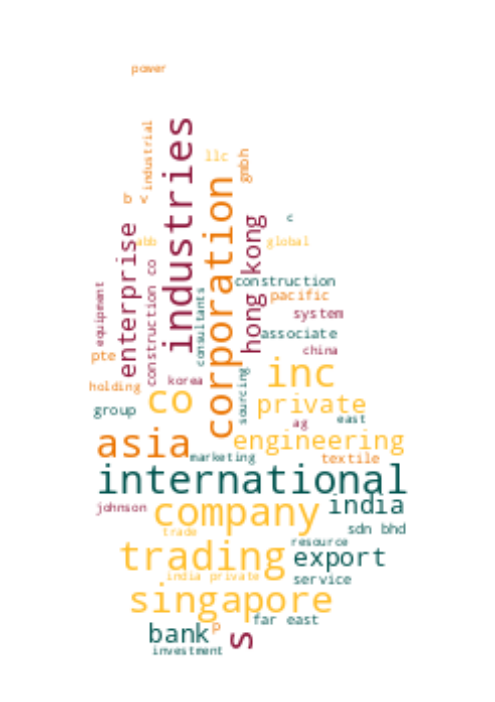 power
industrial
industries
llc
gmbh
b v
corporation
c
enterprise
abb
hong kong
global
construction co
construction
equipment
consultants
pacific
system
associate
china
pte
inc
korea
holding
co
sourcing
private
group
ag
east
asia
engineering
marketing
textile
international
johnson
company
india
trade
sdn bhd
trading
resource
export
india private
service
singapore
far east
bank
p
s
investment